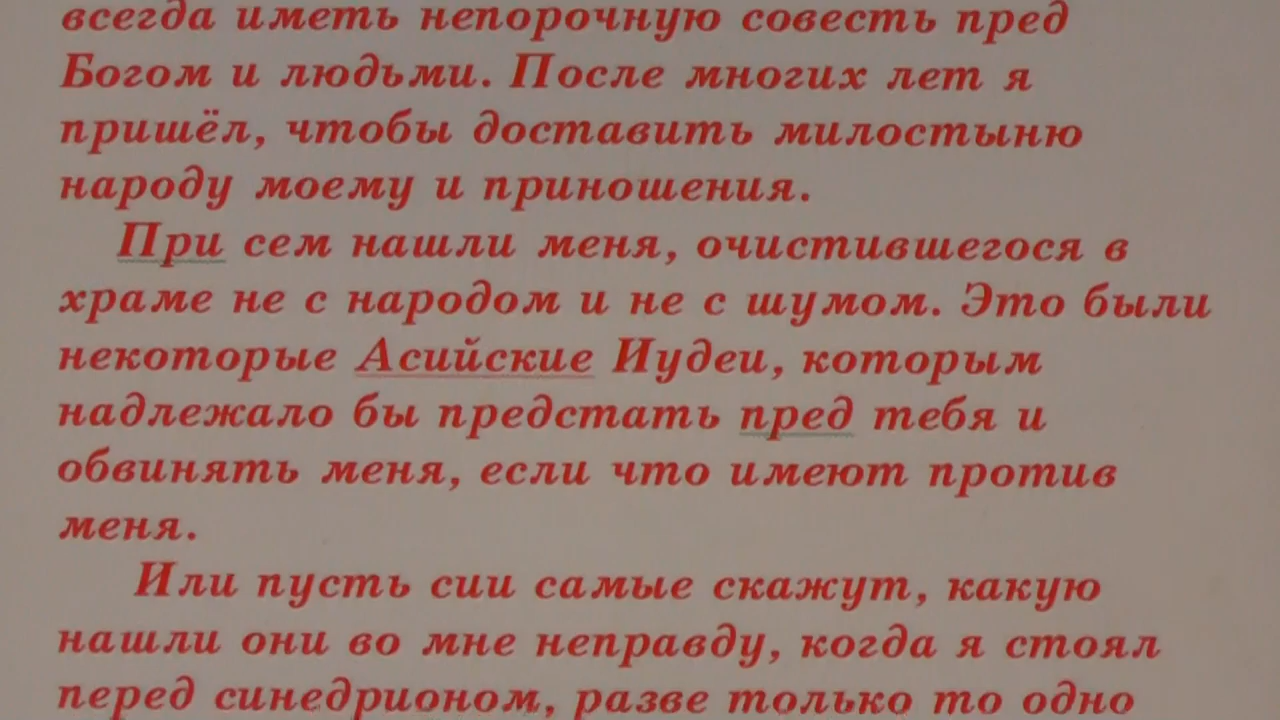 всегда иметь непорочную совесть пред
Богом и людьми. После многих лет я
пришёл, чтобы доставить милостыню
народу моему и приношения.
При сем нашли меня, очистившегося в
храме не с народом и не с шумом. Это были
некоторые Асийские Иудеи, которым
надлежало бы предстать пред тебя и
обвинять меня, если что имеют против
меня.
Или пусть сии самые скажут, какую
нашли они во мне неправду, когда я стоял
перед синедрионом, разве только то одно